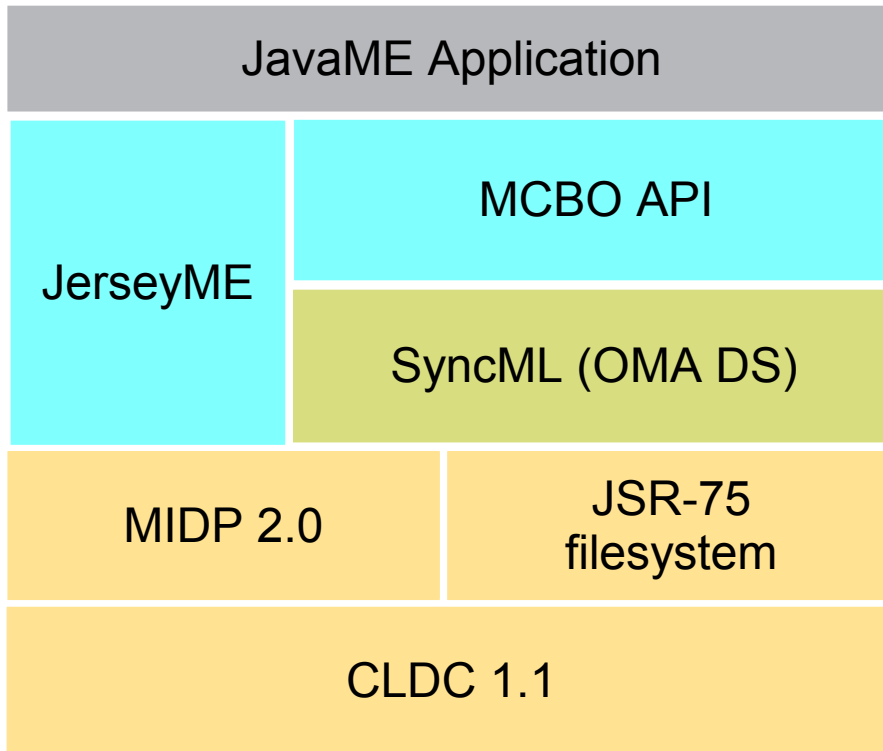 JavaME Application
MCBO API
JerseyME
SyncML (OMA DS)
MIDP 2.0
JSR-75
filesystem
CLDC 1.1